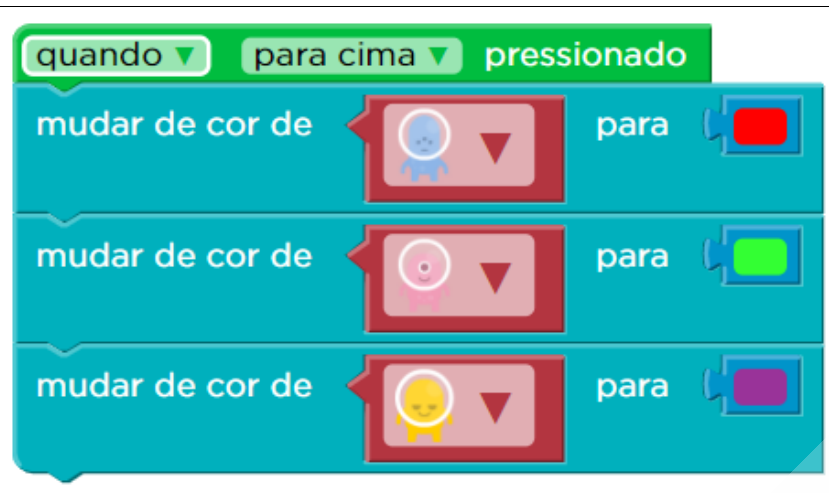 quando ▼ para cima ▼ pressionado
mudar de cor de ▼ para
mudar de cor de ▼ para
mudar de cor de ▼ para